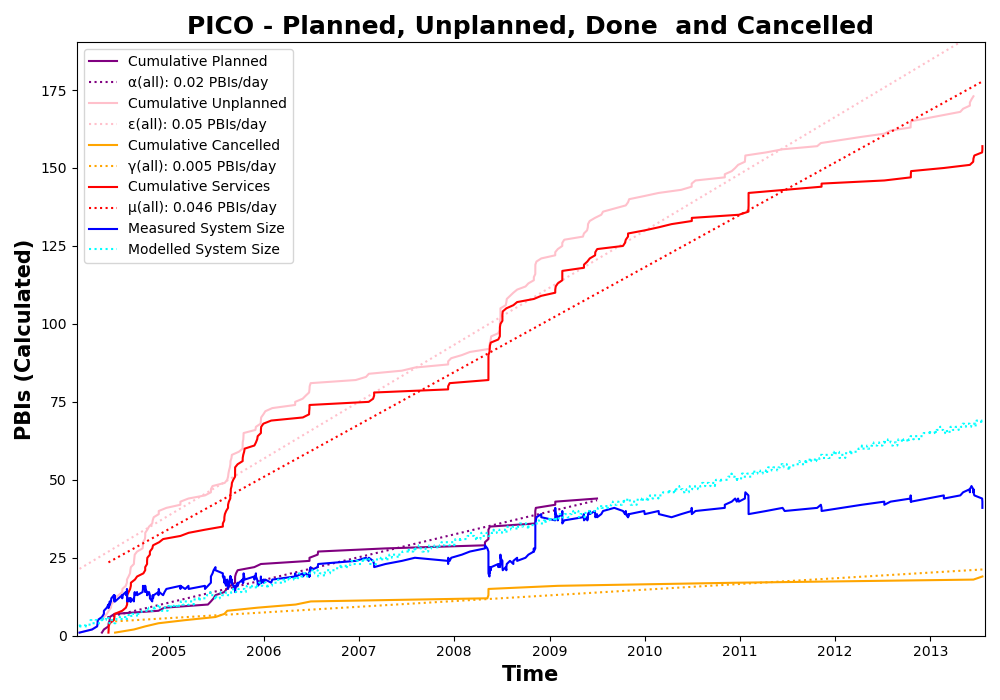 PICO - Planned, Unplanned, Done  and Cancelled
Cumulative Planned
α(all): 0.02 PBIs/day
Cumulative Unplanned
ε(all): 0.05 PBIs/day
Cumulative Cancelled
γ(all): 0.005 PBIs/day
Cumulative Services
μ(all): 0.046 PBIs/day
Measured System Size
Modelled System Size
PBIs (Calculated)
175
150
125
100
75
50
25
0
2005 2006 2007 2008 2009 2010 2011 2012 2013
Time